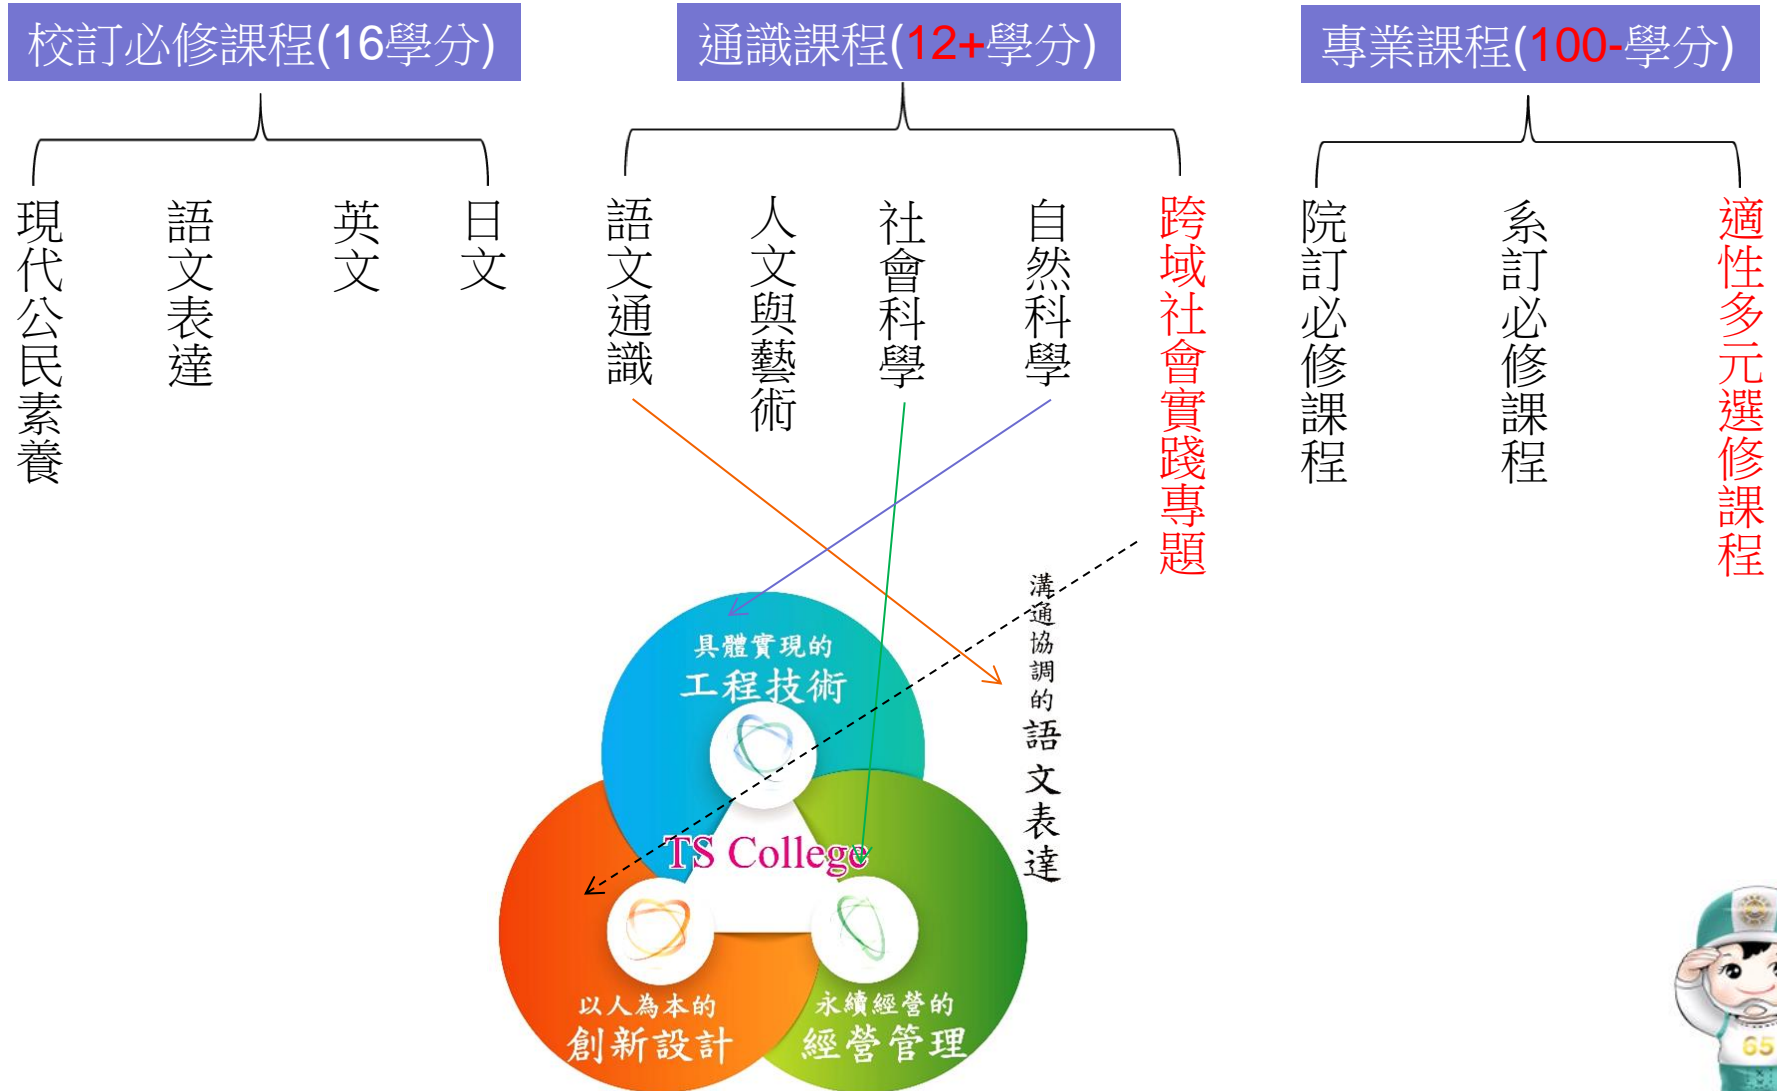 校訂必修課程(16學分)
通識課程(12+學分)
專業課程(100-學分)
現代公民素養
語文表達
英文
日文
語文通識
人文與藝術
社會科學
自然科學
跨域社會實踐專題
院訂必修課程
系訂必修課程
適性多元選修課程
溝通協調的語文表達
具體實現的
工程技術
TS College
以人為本的
創新設計
永續經營的
經營管理
65